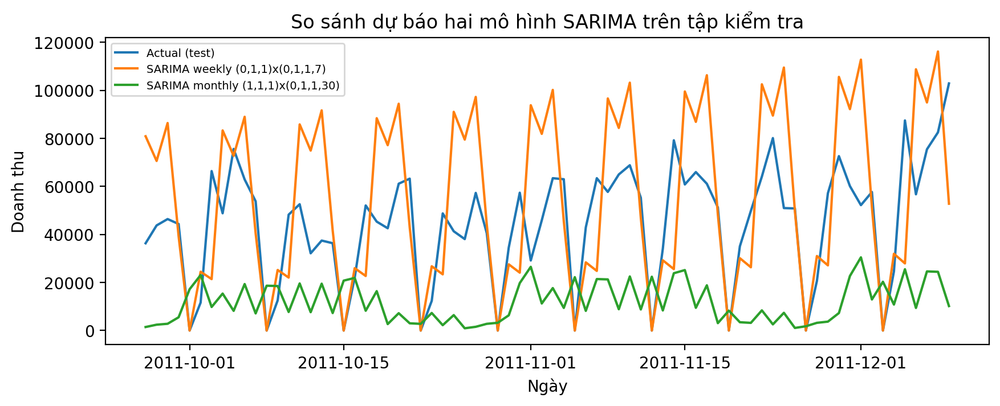 So sánh dự báo hai mô hình SARIMA trên tập kiểm tra
120000
100000
80000
60000
40000
20000
0
Doanh thu
Actual (test)
SARIMA weekly (0,1,1)x(0,1,1,7)
SARIMA monthly (1,1,1)x(0,1,1,30)
2011-10-01
2011-10-15
2011-11-01
2011-11-15
2011-12-01
Ngày